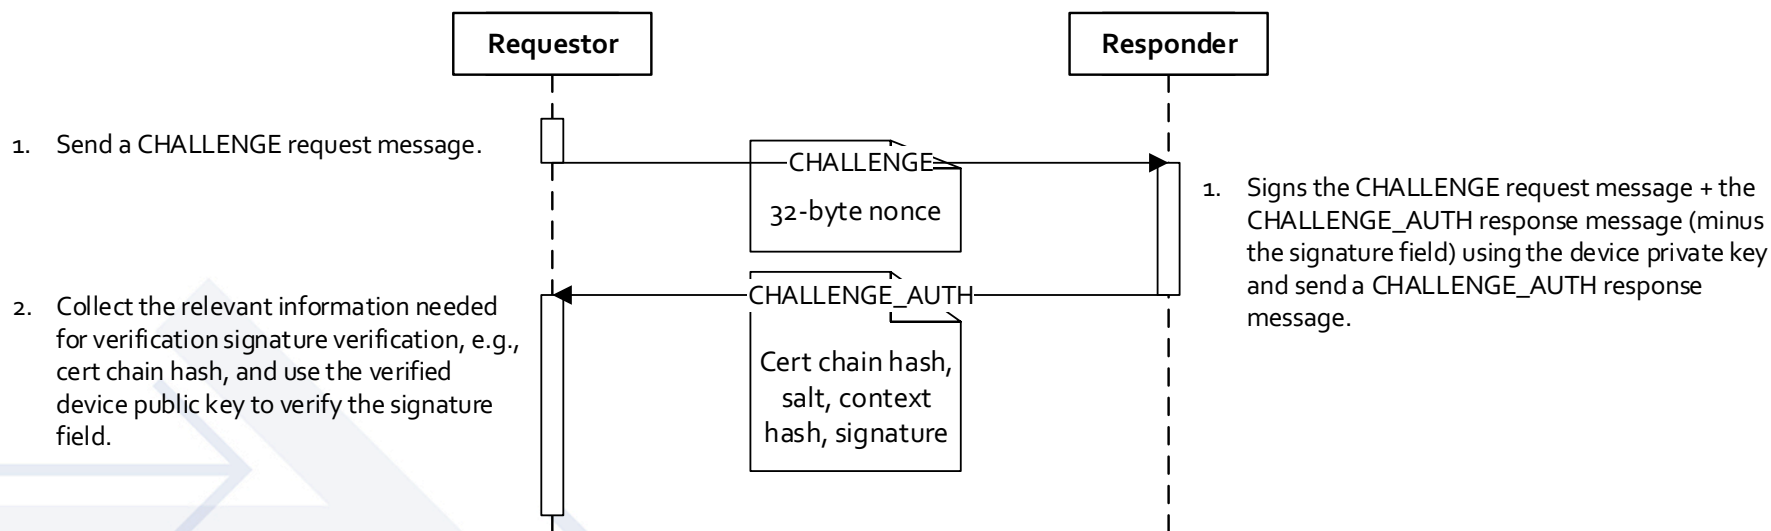 Requestor
Responder
1. Send a CHALLENGE request message.
CHALLENGE
32-byte nonce
1. Signs the CHALLENGE request message + the
CHALLENGE_AUTH response message (minus
the signature field) using the device private key
and send a CHALLENGE_AUTH response
message.
2. Collect the relevant information needed
for verification signature verification, e.g.,
cert chain hash, and use the verified
device public key to verify the signature
field.
CHALLENGE_AUTH
Cert chain hash,
salt, context
hash, signature